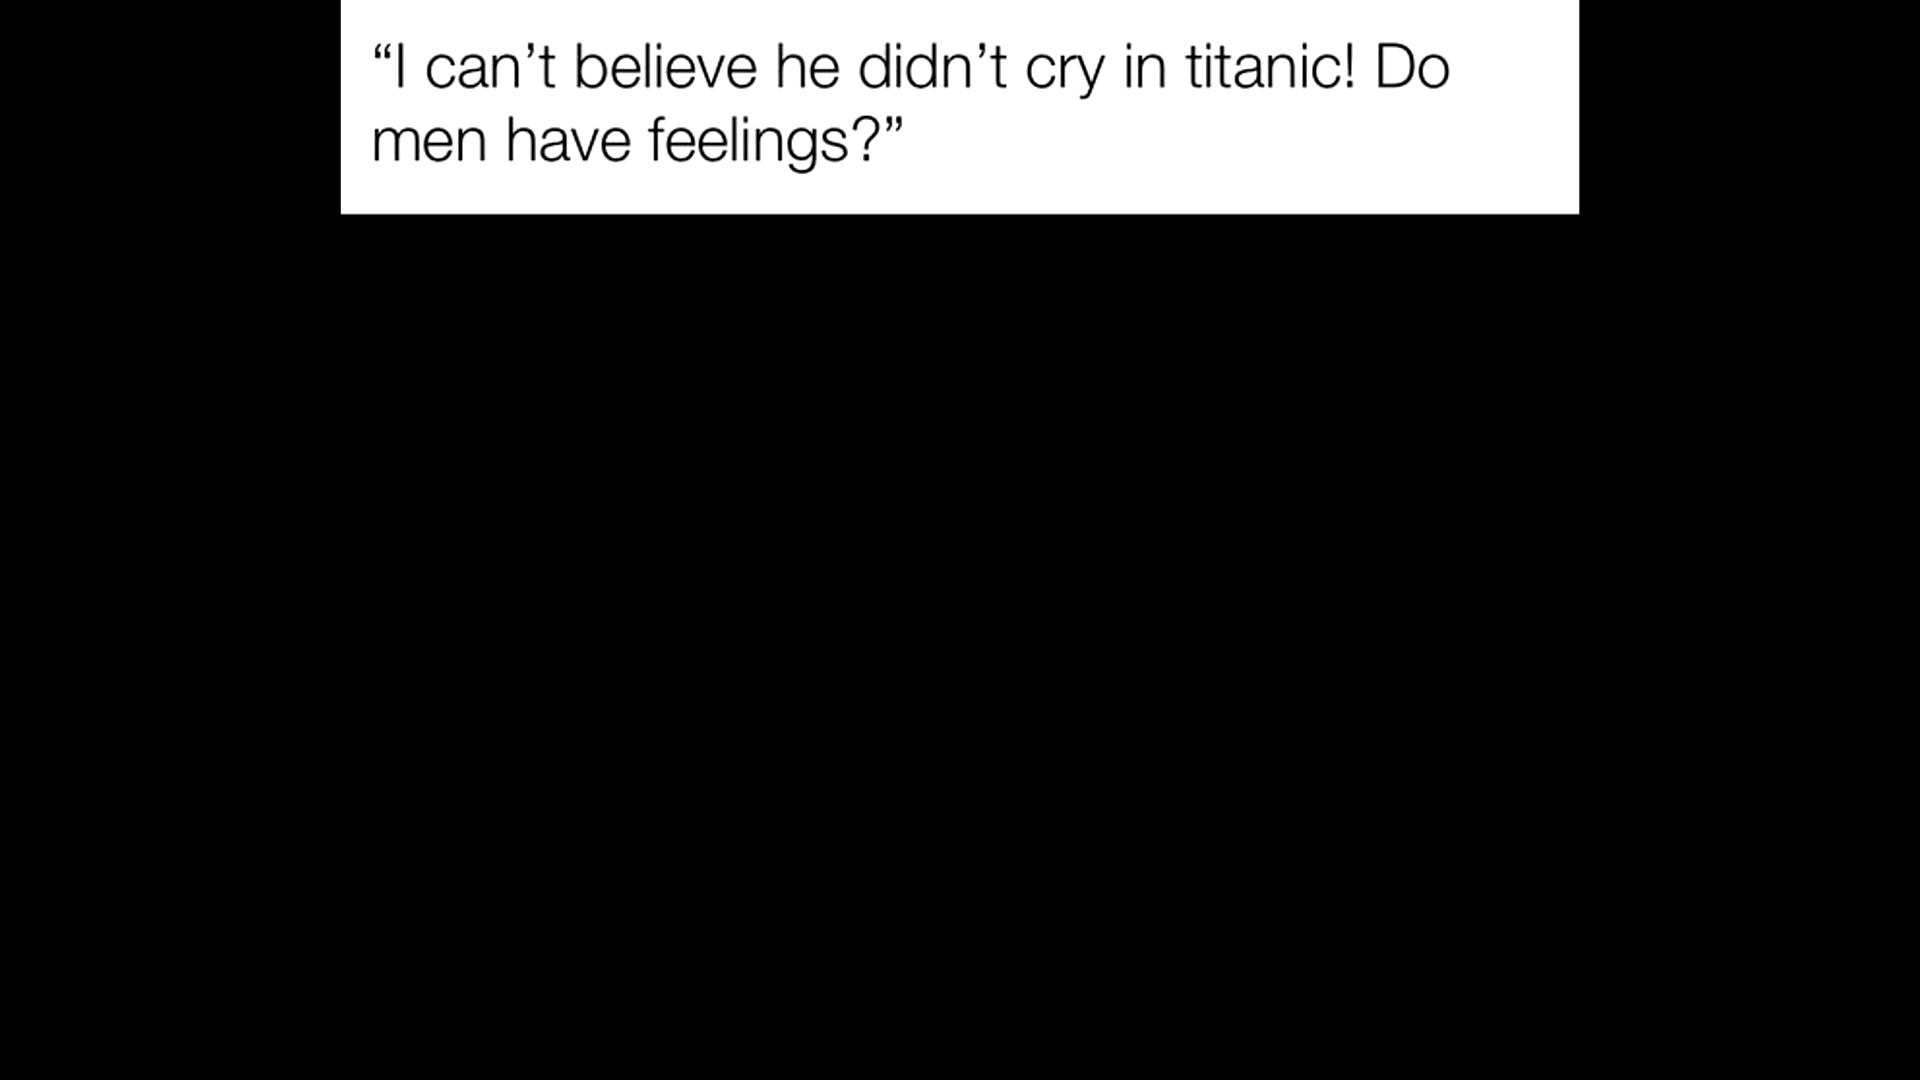 “I can’t believe he didn’t cry in titanic! Do
men have feelings?”